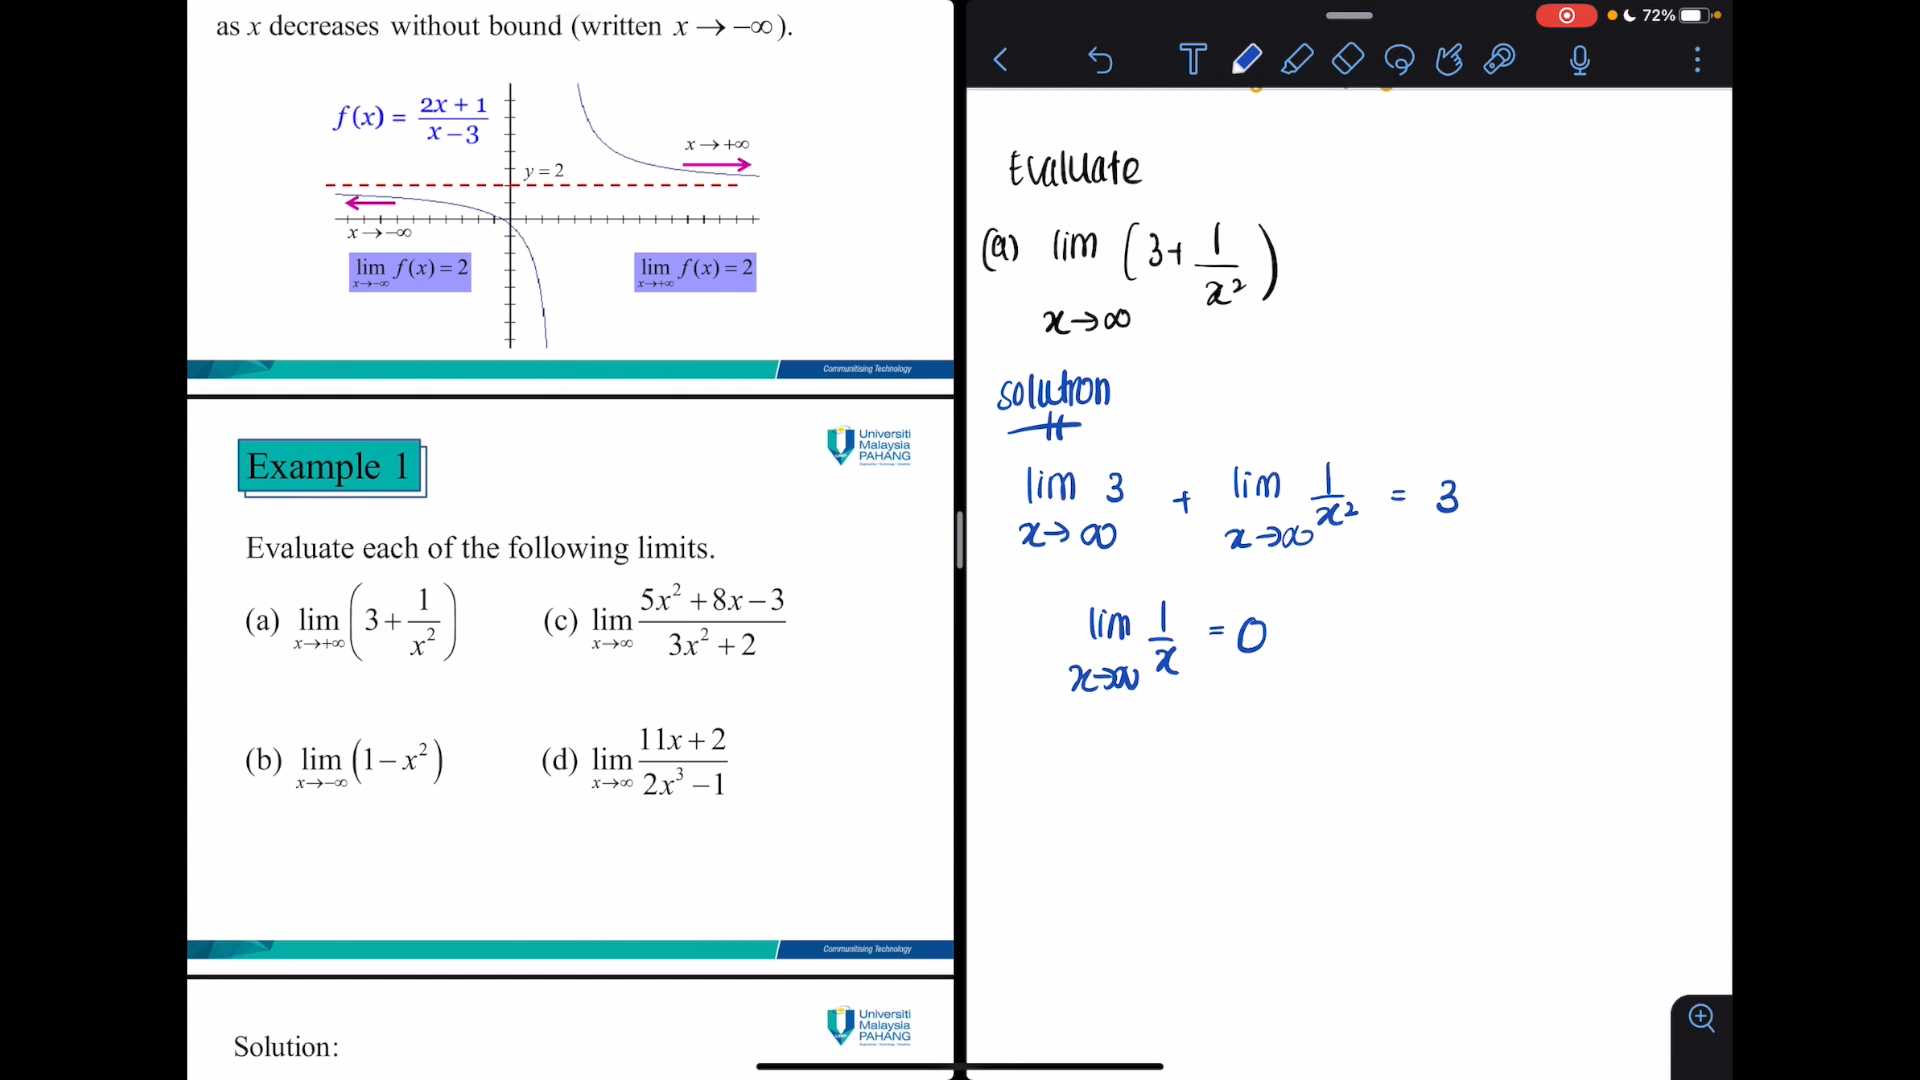 as x decreases without bound (written x → −∞).
f(x) = (2x + 1)/(x − 3)
x → +∞
y = 2
x → −∞
lim x→−∞ f(x) = 2
lim x→+∞ f(x) = 2
Communitising Technology
Universiti
Malaysia
PAHANG
Example 1
Evaluate each of the following limits.
(a) lim x→+∞ (3 + 1/x²)
(c) lim x→∞ (5x² + 8x − 3)/(3x² + 2)
(b) lim x→−∞ (1 − x²)
(d) lim x→∞ (11x + 2)/(2x³ − 1)
Communitising Technology
Universiti
Malaysia
PAHANG
Solution:
72%
T
Evaluate
(a) lim x→∞ (3 + 1/x²)
solution
lim x→∞ 3 + lim x→∞ 1/x² = 3
lim x→∞ 1/x = 0